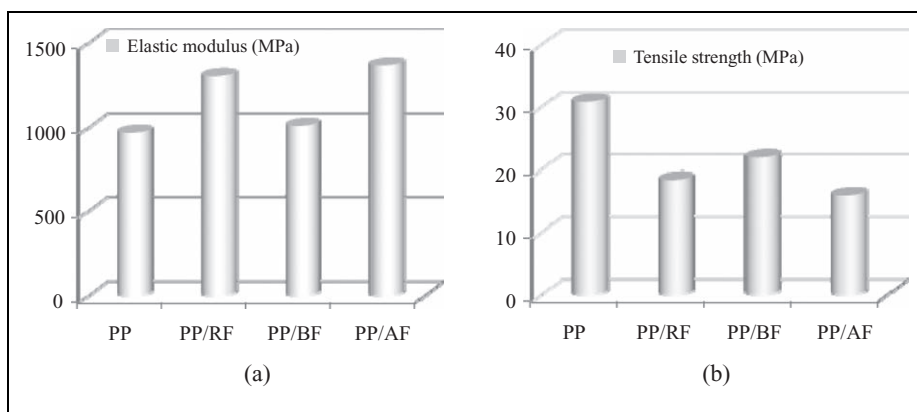 Elastic modulus (MPa)
1500
1000
500
0
PP PP/RF PP/BF PP/AF
(a)
Tensile strength (MPa)
40
30
20
10
0
PP PP/RF PP/BF PP/AF
(b)